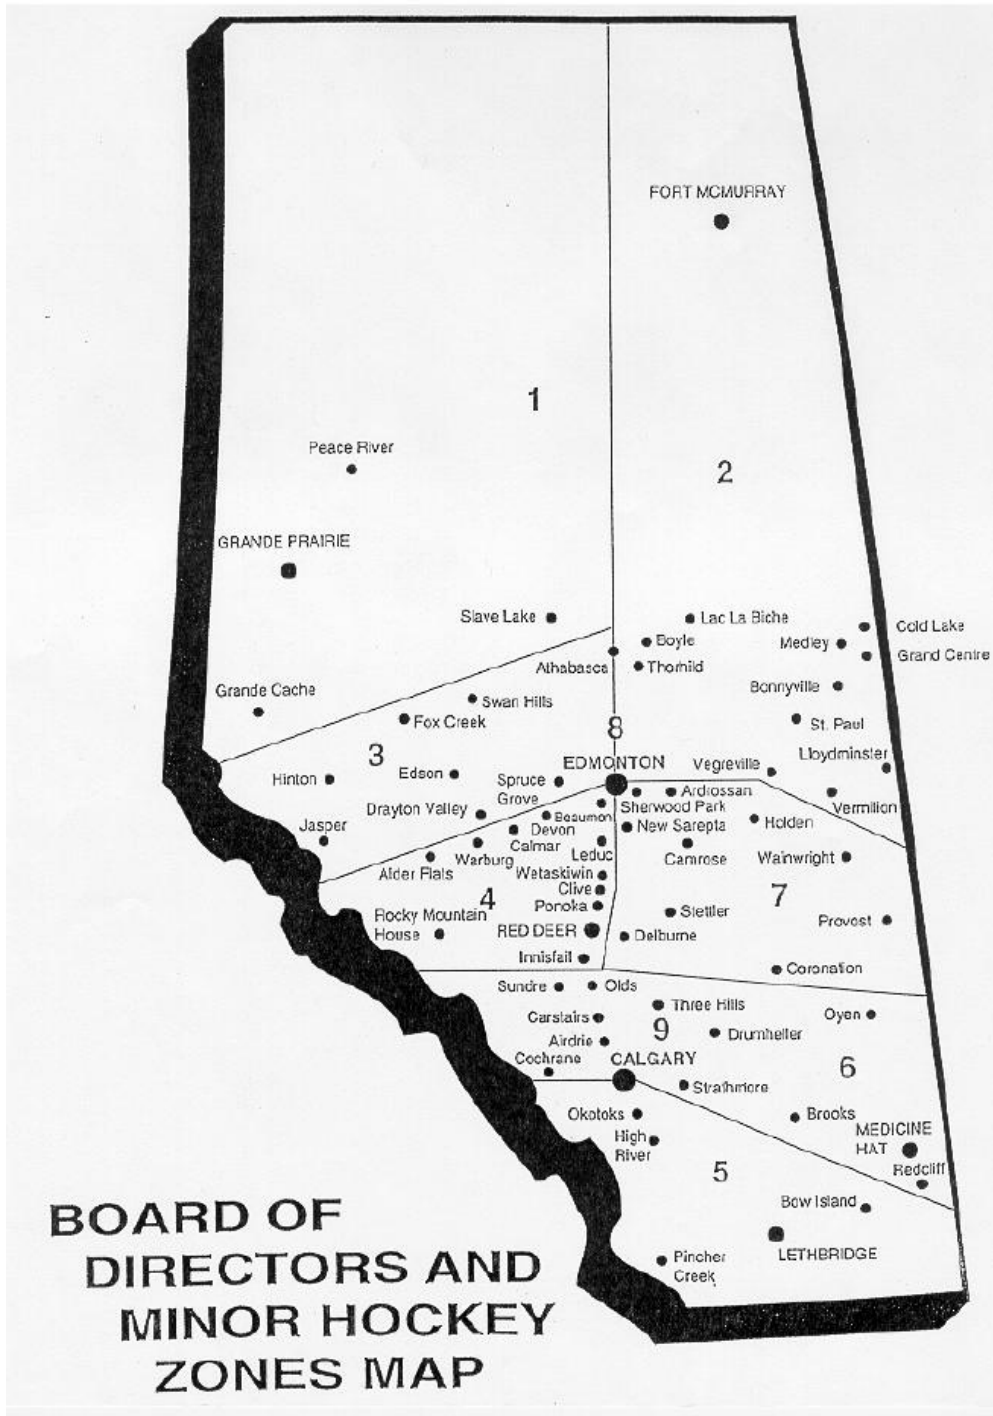 FORT MCMURRAY
1
Peace River
2
GRANDE PRAIRIE
Slave Lake
Lac La Biche
Cold Lake
Boyle
Medley
Grand Centre
Athabasca
Thorhild
Bonnyville
Grande Cache
Swan Hills
Fox Creek
St. Paul
8
3
Lloydminster
EDMONTON
Vegreville
Hinton
Edson
Spruce
Grove
Ardrossan
Sherwood Park
Vermilion
Drayton Valley
Beaumont
Devon
New Sarepta
Holden
Jasper
Calmar
Warburg
Leduc
Camrose
Wainwright
Alder Flats
Wetaskiwin
Clive
4
7
Ponoka
Stettler
Rocky Mountain
House
Provost
RED DEER
Delburne
Innisfail
Coronation
Sundre
Olds
Three Hills
Oyen
Carstairs
9
Drumheller
Airdrie
Cochrane
CALGARY
6
Strathmore
Okotoks
Brooks
High
River
MEDICINE
HAT
5
Redcliff
Bow Island
LETHBRIDGE
Pincher
Creek
BOARD OF
DIRECTORS AND
MINOR HOCKEY
ZONES MAP